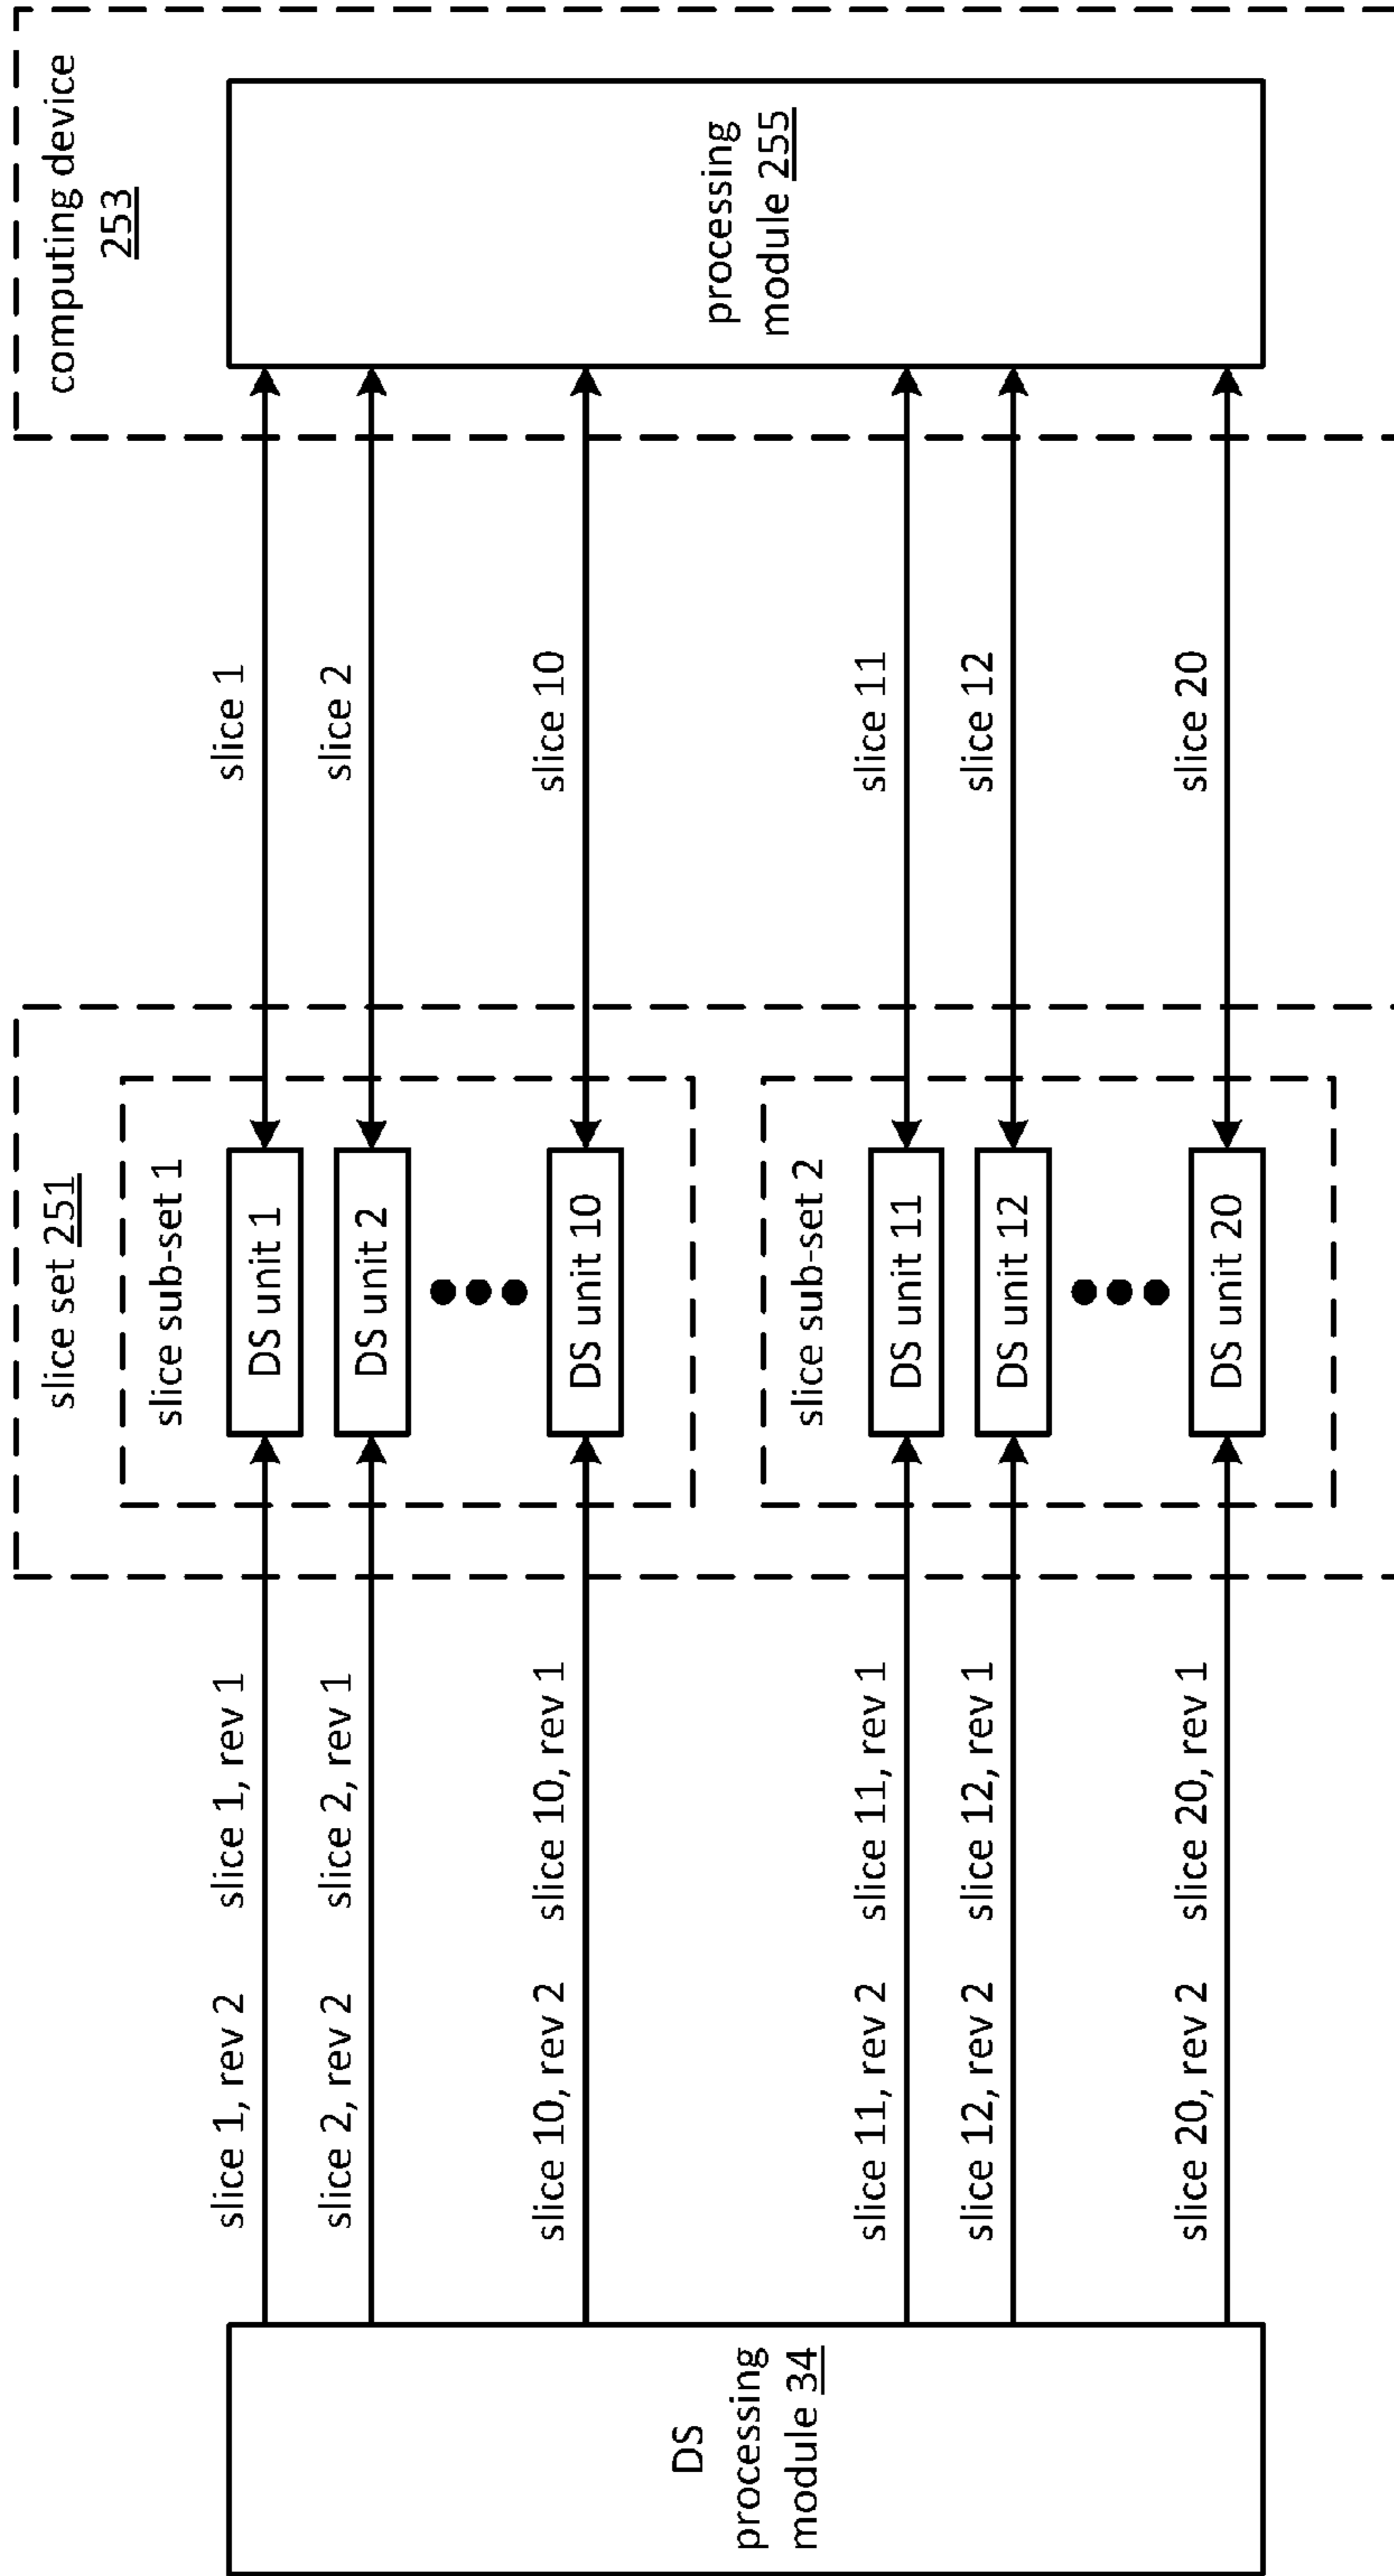 DS
processing
module 34
slice 1, rev 2
slice 1, rev 1
slice 2, rev 2
slice 2, rev 1
slice 10, rev 2
slice 10, rev 1
slice 11, rev 2
slice 11, rev 1
slice 12, rev 2
slice 12, rev 1
slice 20, rev 2
slice 20, rev 1
slice set 251
slice sub-set 1
DS unit 1
DS unit 2
DS unit 10
slice sub-set 2
DS unit 11
DS unit 12
DS unit 20
slice 1
slice 2
slice 10
slice 11
slice 12
slice 20
computing device
253
processing
module 255